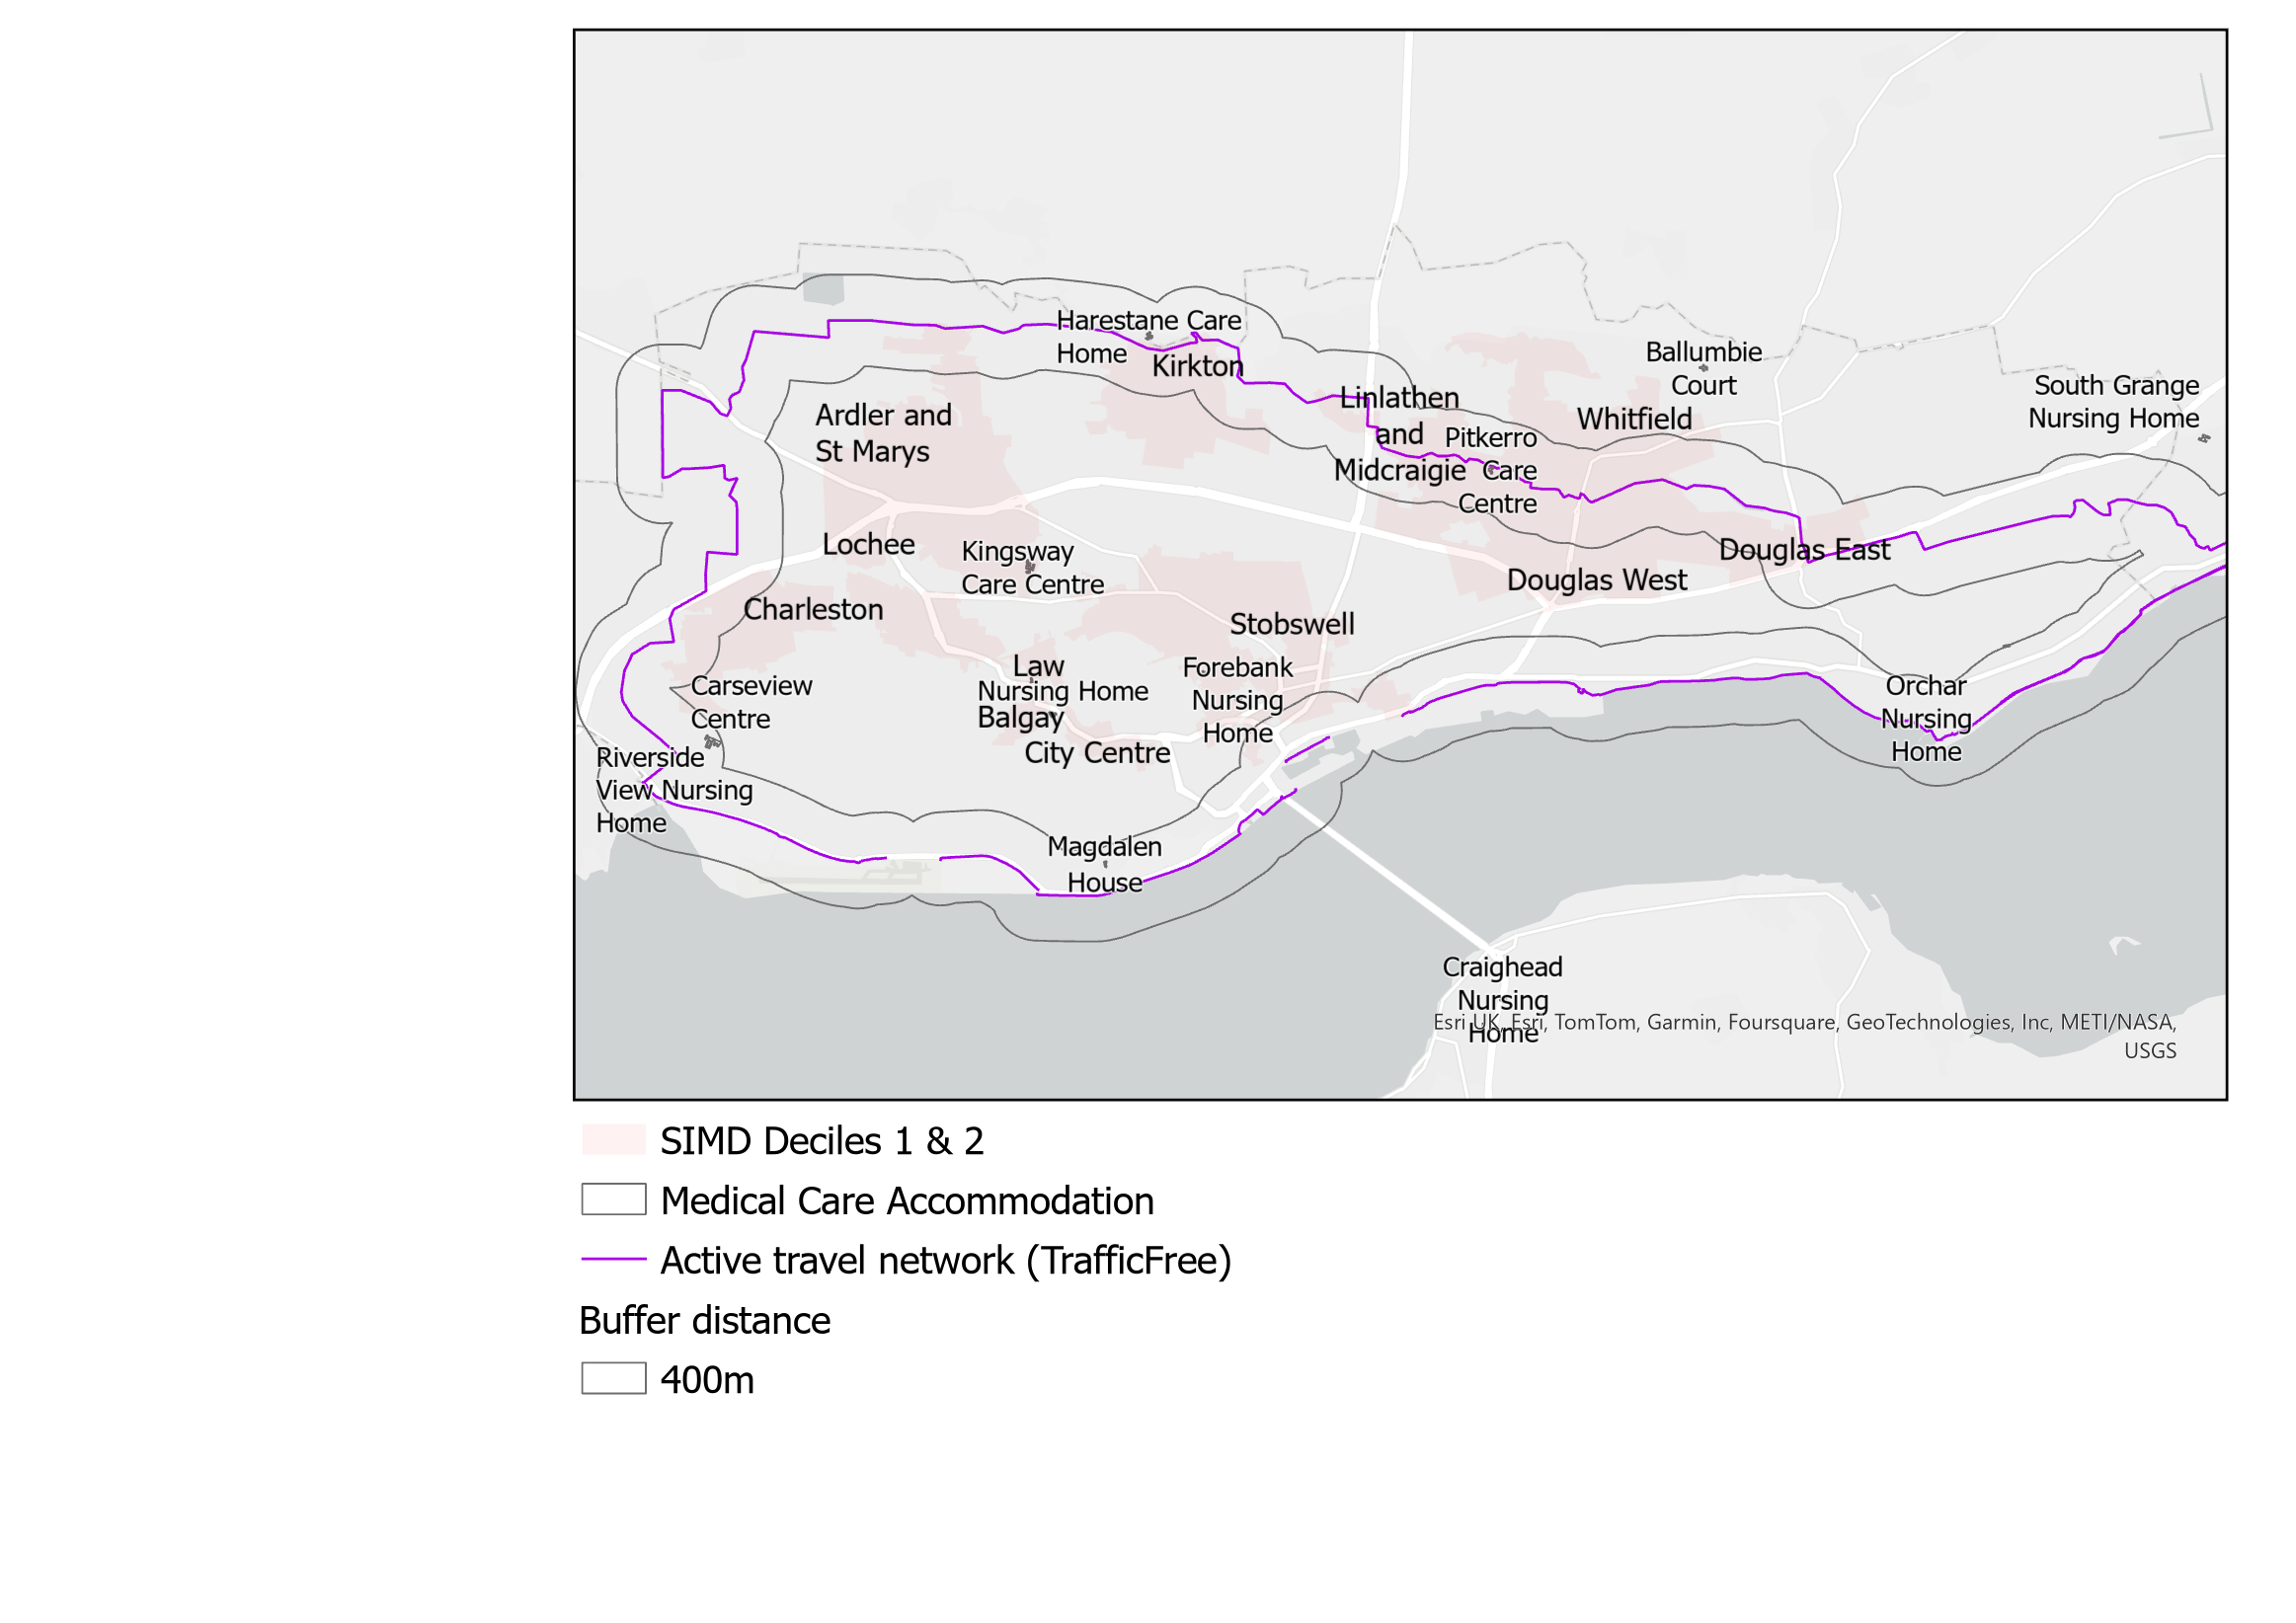 Harestane Care
Home
Kirkton
Ballumbie
Court
South Grange
Nursing Home
Linlathen
and
Midcraigie
Whitfield
Pitkerro
Care
Centre
Ardler and
St Marys
Lochee
Kingsway
Care Centre
Douglas East
Douglas West
Charleston
Stobswell
Law
Nursing Home
Balgay
City Centre
Forebank
Nursing
Home
Carseview
Centre
Orchar
Nursing
Home
Riverside
View Nursing
Home
Magdalen
House
Craighead
Nursing
Home
Esri UK, Esri, TomTom, Garmin, Foursquare, GeoTechnologies, Inc, METI/NASA,
USGS
SIMD Deciles 1 & 2
Medical Care Accommodation
Active travel network (TrafficFree)
Buffer distance
400m